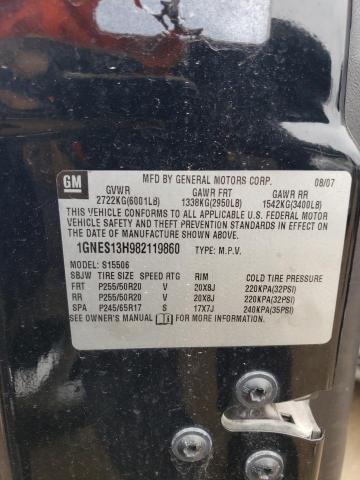 GM
MFD BY GENERAL MOTORS CORP. 08/07
GVWR GAWR FRT GAWR RR
2722KG(6001LB) 1338KG(2950LB) 1542KG(3400LB)
THIS VEHICLE CONFORMS TO ALL APPLICABLE U.S. FEDERAL MOTOR
VEHICLE SAFETY AND THEFT PREVENTION STANDARDS IN EFFECT
ON THE DATE OF MANUFACTURE SHOWN ABOVE.
1GNES13H982119860 TYPE: M.P.V.
MODEL: S15506
SBJW TIRE SIZE SPEED RTG RIM COLD TIRE PRESSURE
FRT P255/50R20 V 20X8J 220KPA(32PSI)
RR P255/50R20 V 20X8J 220KPA(32PSI)
SPA P245/65R17 S 17X7J 240KPA(35PSI)
SEE OWNER'S MANUAL FOR MORE INFORMATION.